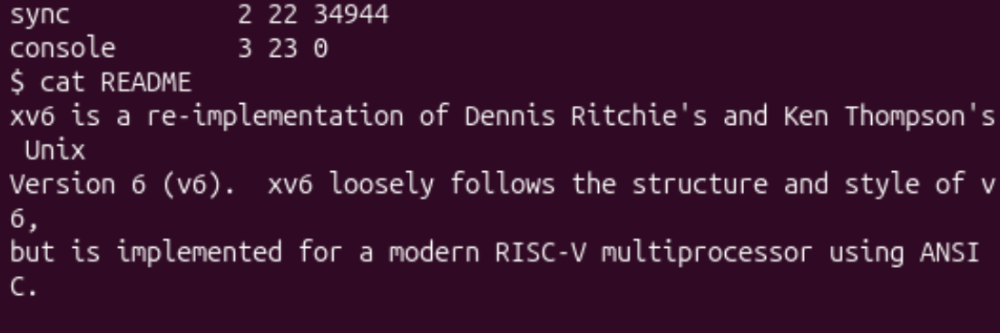 sync           2 22 34944
console        3 23 0
$ cat README
xv6 is a re-implementation of Dennis Ritchie's and Ken Thompson's
 Unix
Version 6 (v6).  xv6 loosely follows the structure and style of v
6,
but is implemented for a modern RISC-V multiprocessor using ANSI
C.